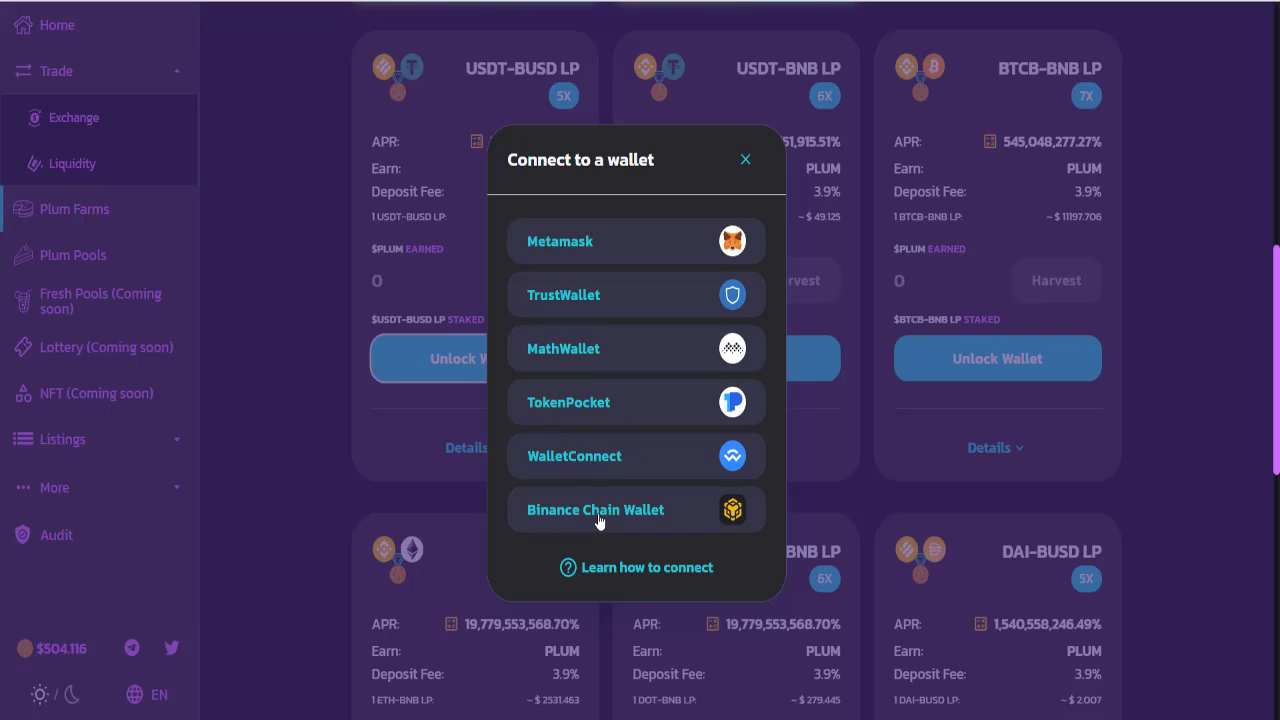 Home
Trade
Exchange
Liquidity
Plum Farms
Plum Pools
Fresh Pools (Coming
soon)
Lottery (Coming soon)
NFT (Coming soon)
Listings
More
Audit
$504.116
/
EN
USDT-BUSD LP
5X
APR:
Earn:
Deposit Fee:
1 USDT-BUSD LP:
$PLUM EARNED
0
$USDT-BUSD LP STAKED
Unlock W
Details
USDT-BNB LP
6X
51,915.51%
PLUM
3.9%
~ $ 49.125
rvest
BTCB-BNB LP
7X
APR: 545,048,277.27%
Earn: PLUM
Deposit Fee: 3.9%
1 BTCB-BNB LP: ~ $ 11197.706
$PLUM EARNED
0 Harvest
$BTCB-BNB LP STAKED
Unlock Wallet
Details
Connect to a wallet
Metamask
TrustWallet
MathWallet
TokenPocket
WalletConnect
Binance Chain Wallet
Learn how to connect
APR: 19,779,553,568.70%
Earn: PLUM
Deposit Fee: 3.9%
1 ETH-BNB LP: ~ $ 2531.463
BNB LP
6X
APR: 19,779,553,568.70%
Earn: PLUM
Deposit Fee: 3.9%
1 DOT-BNB LP: ~ $ 279.445
DAI-BUSD LP
5X
APR: 1,540,558,246.49%
Earn: PLUM
Deposit Fee: 3.9%
1 DAI-BUSD LP: ~ $ 2.007